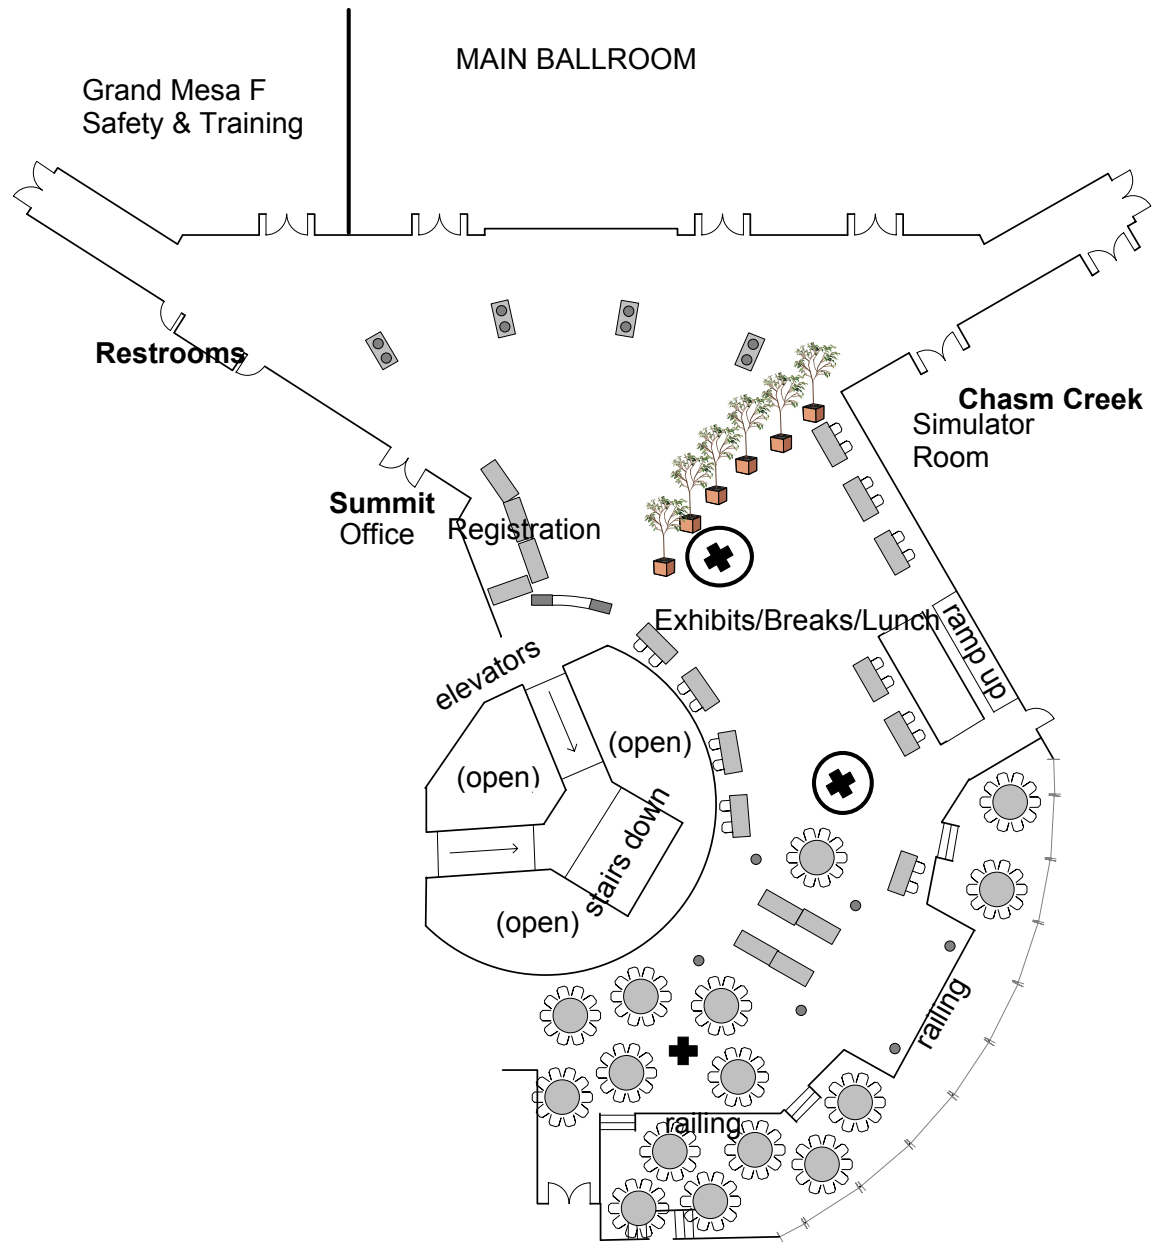 MAIN BALLROOM
Grand Mesa F
Safety & Training
Restrooms
Chasm Creek
Simulator
Room
Summit
Office
Registration
Exhibits/Breaks/Lunch
ramp up
elevators
(open)
(open)
stairs down
(open)
railing
railing